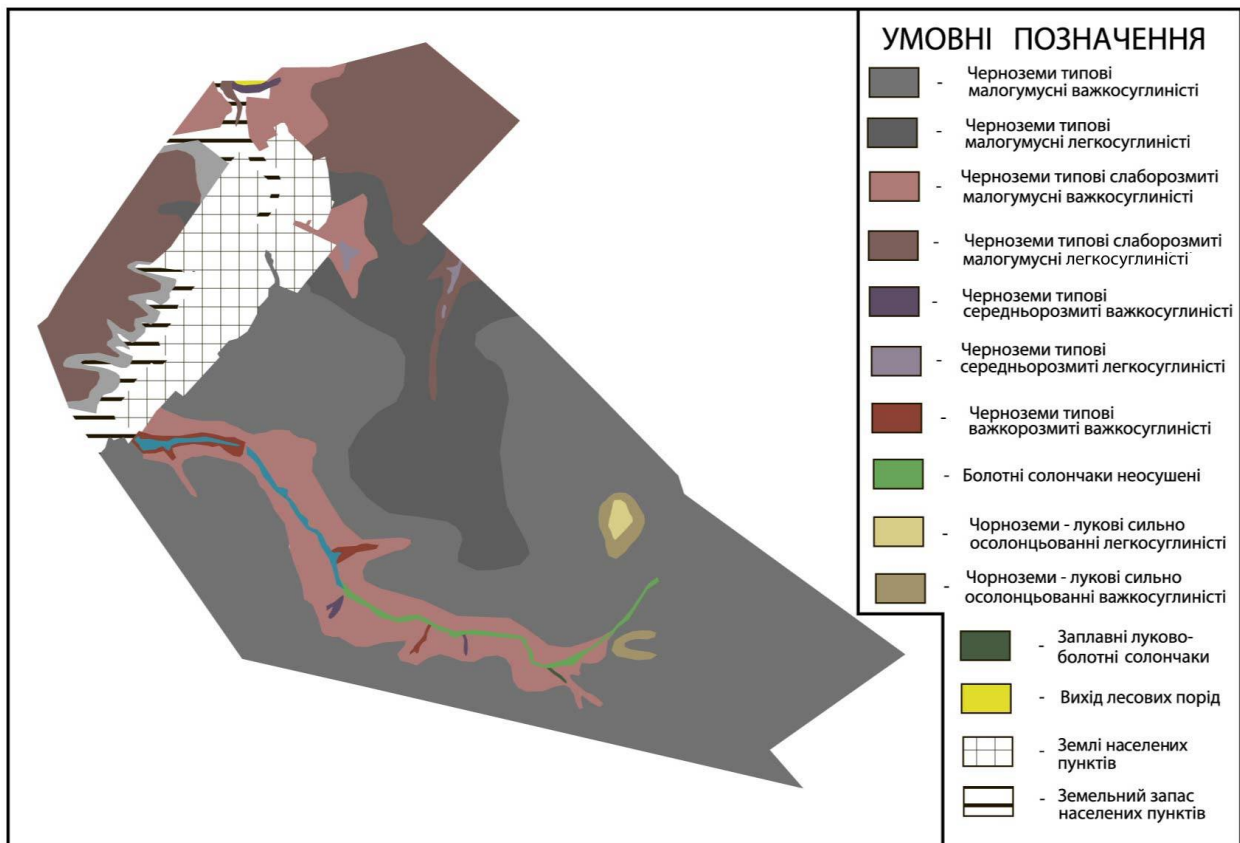 УМОВНІ ПОЗНАЧЕННЯ
- Черноземи типові
малогумусні важкосуглиністі
- Черноземи типові
малогумусні легкосуглиністі
- Черноземи типові слаборозмиті
малогумусні важкосуглиністі
- Черноземи типові слаборозмиті
малогумусні легкосуглиністі
- Черноземи типові
середньорозмиті важкосуглиністі
- Черноземи типові
середньорозмиті легкосуглиністі
- Черноземи типові
важкорозмиті важкосуглиністі
- Болотні солончаки неосушені
- Чорноземи - лукові сильно
осолонцьованні легкосуглиністі
- Чорноземи - лукові сильно
осолонцьованні важкосуглиністі
- Заплавні луково-
болотні солончаки
- Вихід лесових порід
- Землі населених
пунктів
- Земельний запас
населених пунктів